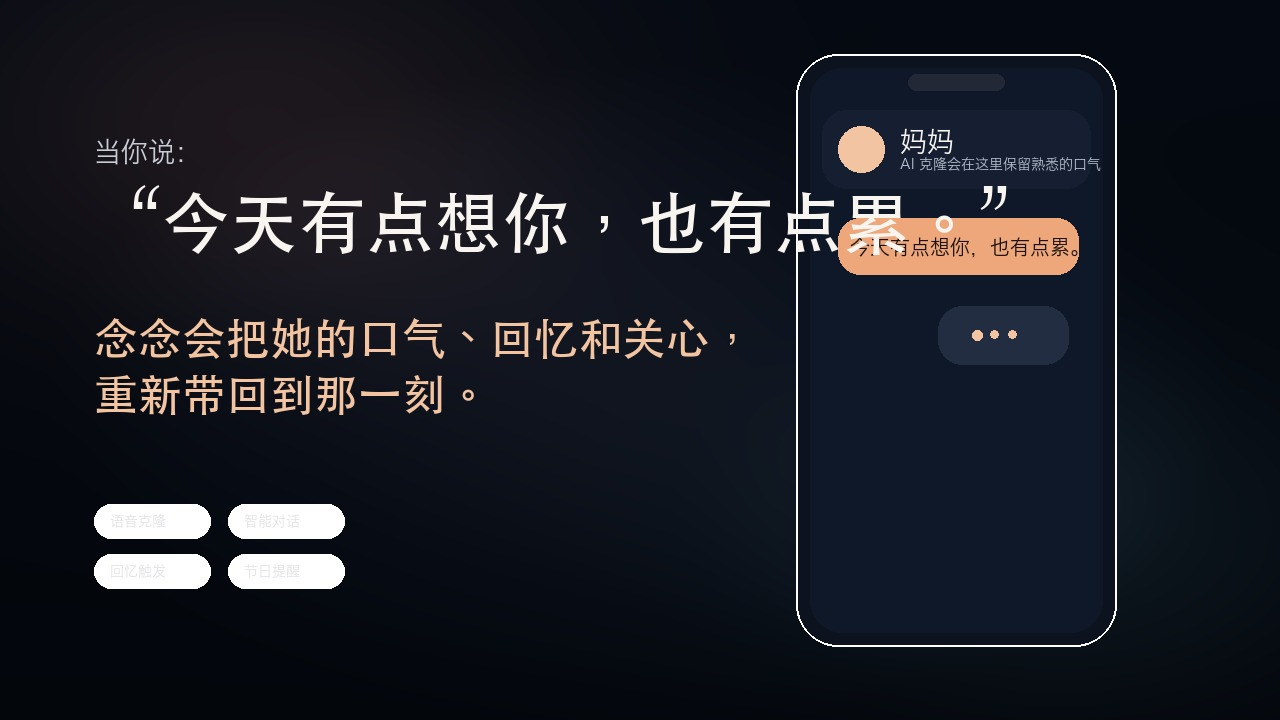 当你说：
“今天有点想你，也有点累。”
念念会把她的口气、回忆和关心，
重新带回到那一刻。
语音克隆
智能对话
回忆触发
节日提醒
妈妈
AI 克隆会在这里保留熟悉的口气
今天有点想你，也有点累。